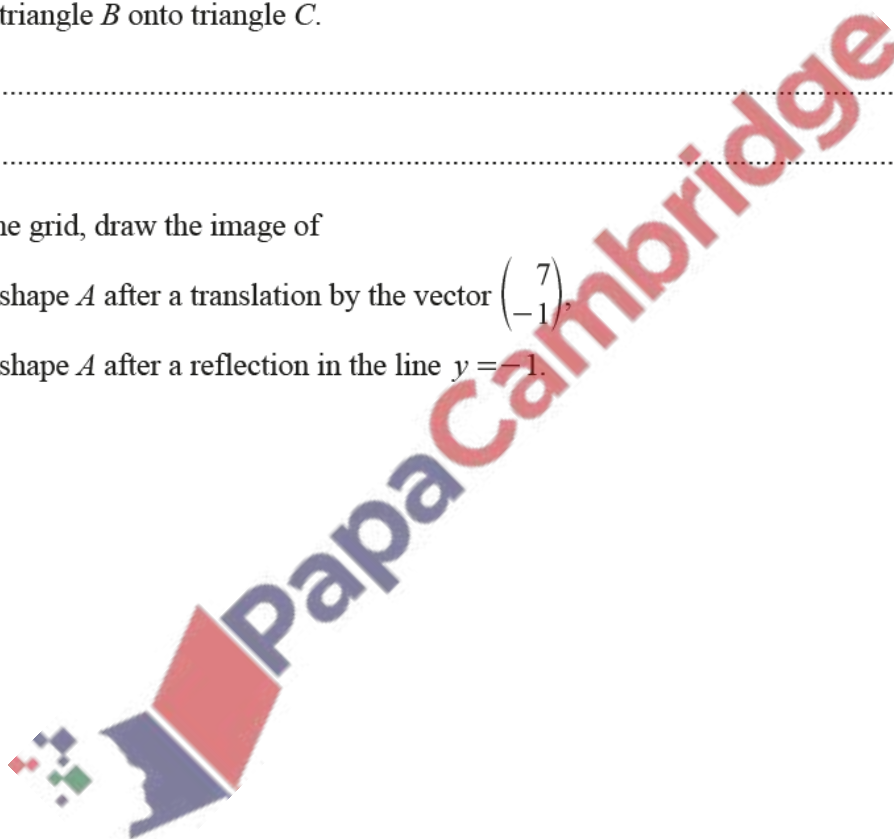 triangle B onto triangle C.
he grid, draw the image of
shape A after a translation by the vector (7
−1),
shape A after a reflection in the line y = −1.
PapaCambridge